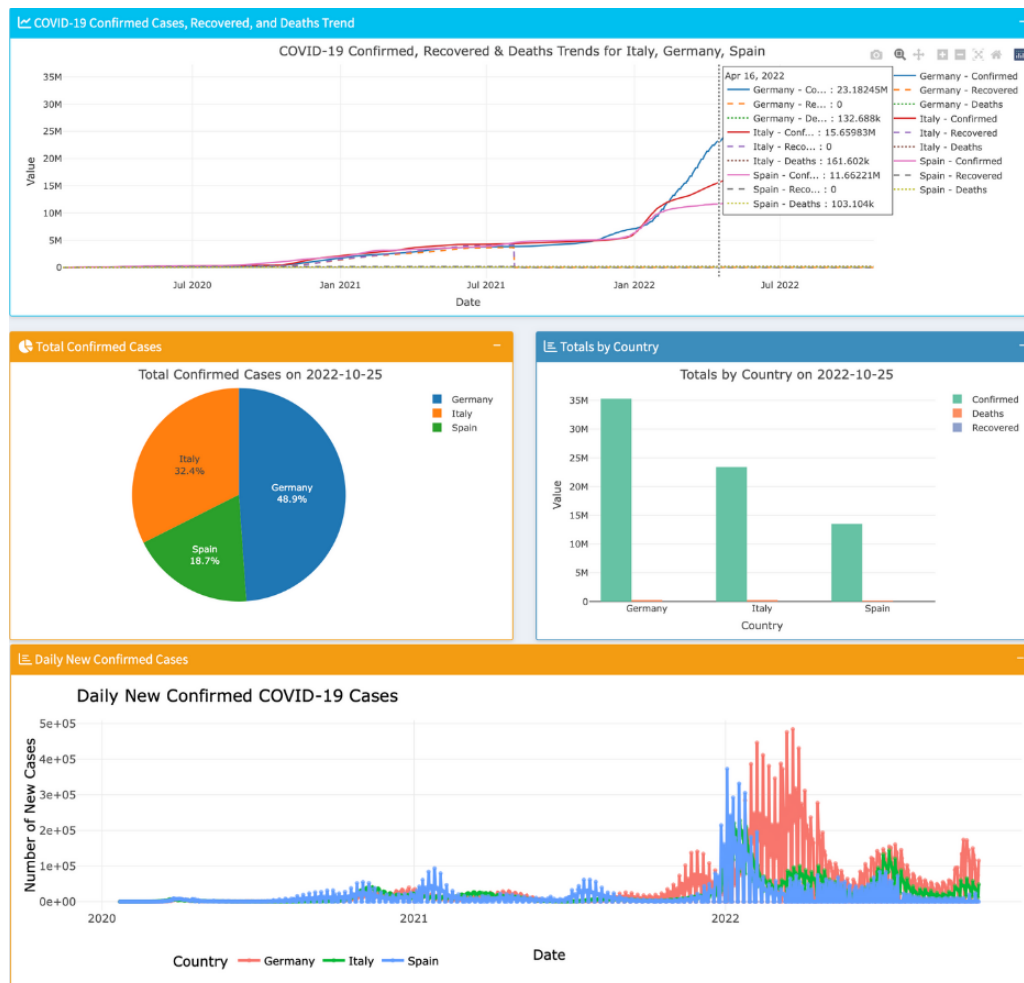 COVID-19 Confirmed Cases, Recovered, and Deaths Trend
COVID-19 Confirmed, Recovered & Deaths Trends for Italy, Germany, Spain
35M
30M
25M
20M
15M
10M
5M
0
Value
Jul 2020
Jan 2021
Jul 2021
Jan 2022
Jul 2022
Date
Apr 16, 2022
Germany - Co... : 23.18245M
Germany - Re... : 0
Germany - De... : 132.688k
Italy - Conf... : 15.65983M
Italy - Reco... : 0
Italy - Deaths : 161.602k
Spain - Conf... : 11.66221M
Spain - Reco... : 0
Spain - Deaths : 103.104k
Germany - Confirmed
Germany - Recovered
Germany - Deaths
Italy - Confirmed
Italy - Recovered
Italy - Deaths
Spain - Confirmed
Spain - Recovered
Spain - Deaths
Total Confirmed Cases
Total Confirmed Cases on 2022-10-25
Germany
Italy
Spain
Italy
32.4%
Germany
48.9%
Spain
18.7%
Totals by Country
Totals by Country on 2022-10-25
35M
30M
25M
20M
15M
10M
5M
0
Value
Germany
Italy
Spain
Country
Confirmed
Deaths
Recovered
Daily New Confirmed Cases
Daily New Confirmed COVID-19 Cases
5e+05
4e+05
3e+05
2e+05
1e+05
0e+00
Number of New Cases
2020
2021
2022
Date
Country
Germany
Italy
Spain